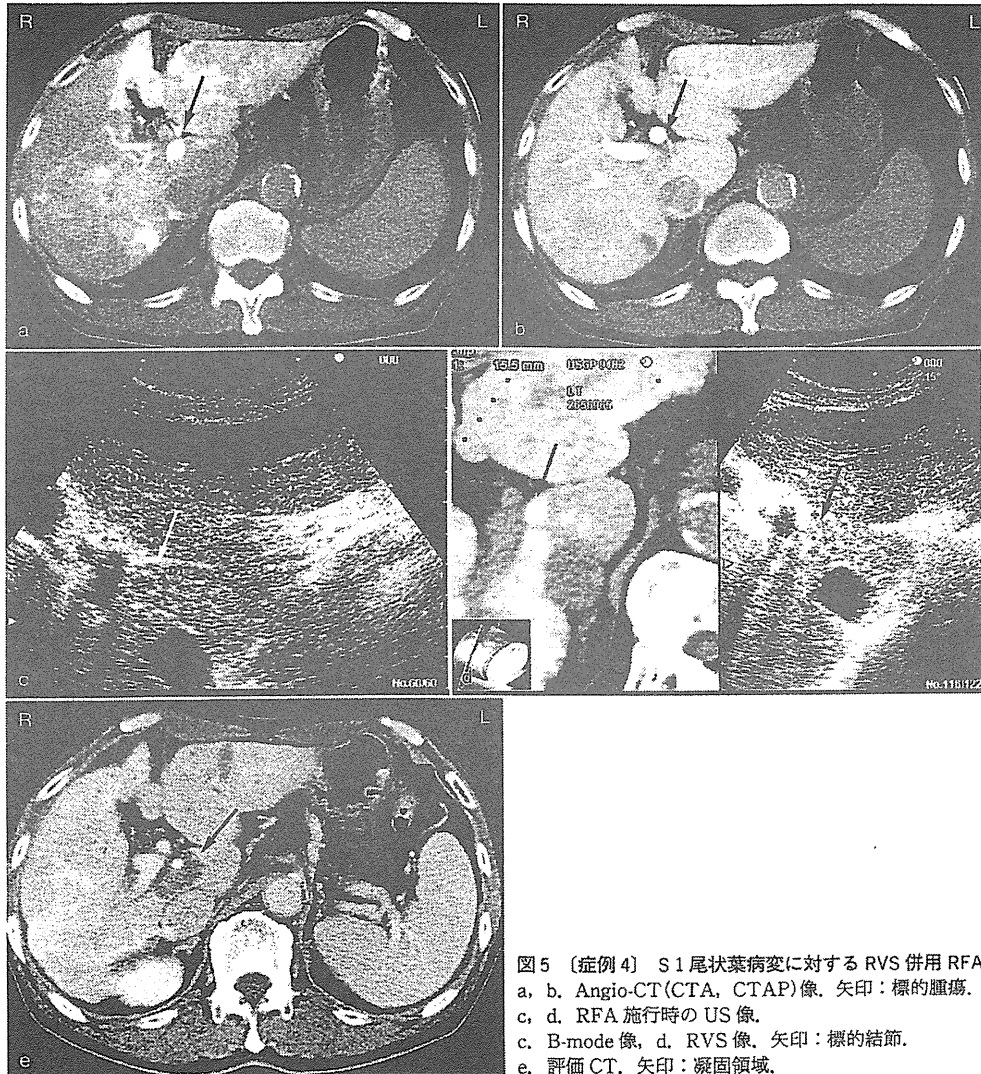 R
L
a
R
L
b
000
c
No.60/60
15.5 mm
LT
d
000
15°
R
L
e
図5 〔症例4〕 S1尾状葉病変に対するRVS併用RFA
a, b. Angio-CT(CTA, CTAP)像. 矢印：標的腫瘍.
c, d. RFA施行時のUS像.
c. B-mode像, d. RVS像. 矢印：標的結節.
e. 評価CT. 矢印：凝固領域.